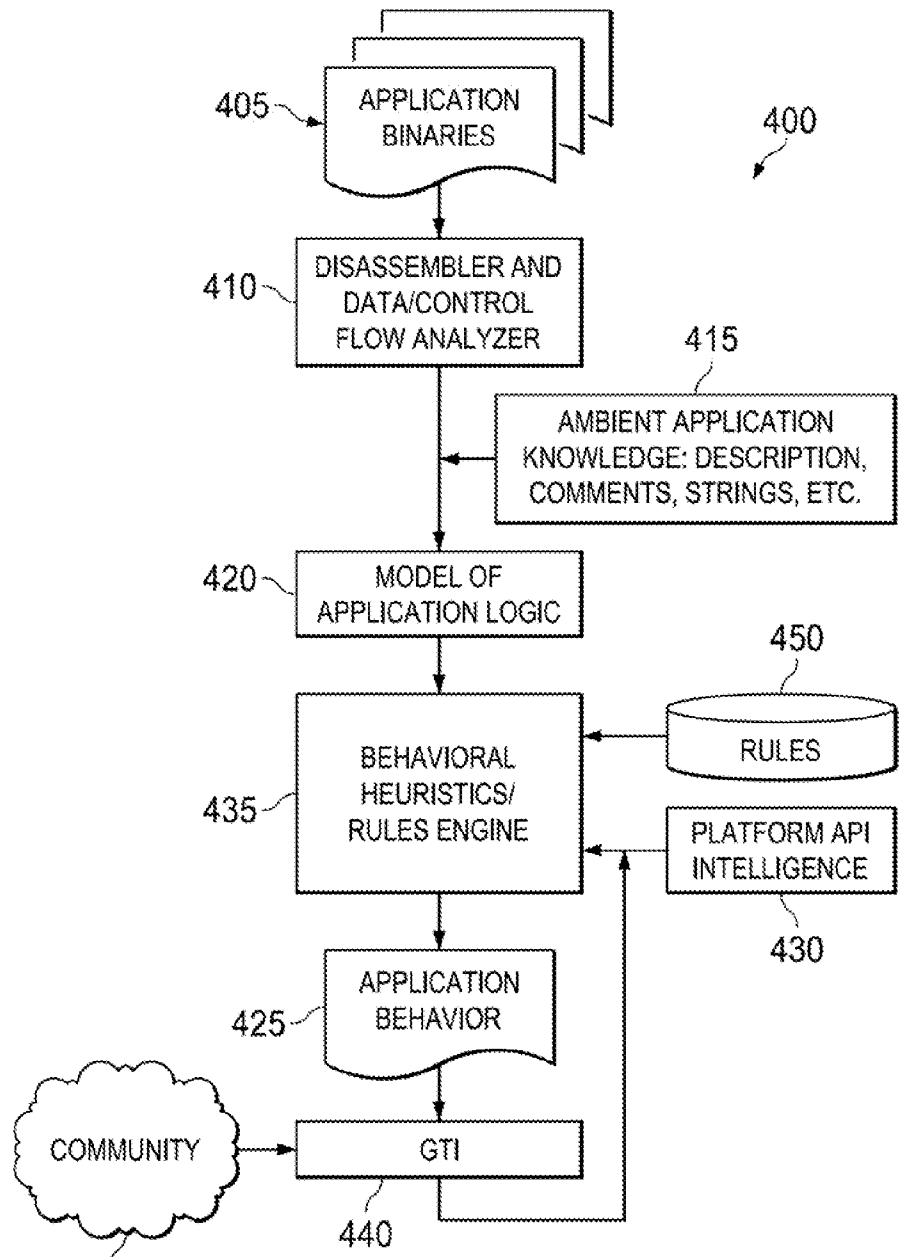 APPLICATION
BINARIES
405
400
DISASSEMBLER AND
DATA/CONTROL
FLOW ANALYZER
410
415
AMBIENT APPLICATION
KNOWLEDGE: DESCRIPTION,
COMMENTS, STRINGS, ETC.
MODEL OF
APPLICATION LOGIC
420
450
RULES
BEHAVIORAL
HEURISTICS/
RULES ENGINE
435
PLATFORM API
INTELLIGENCE
430
APPLICATION
BEHAVIOR
425
COMMUNITY
GTI
440